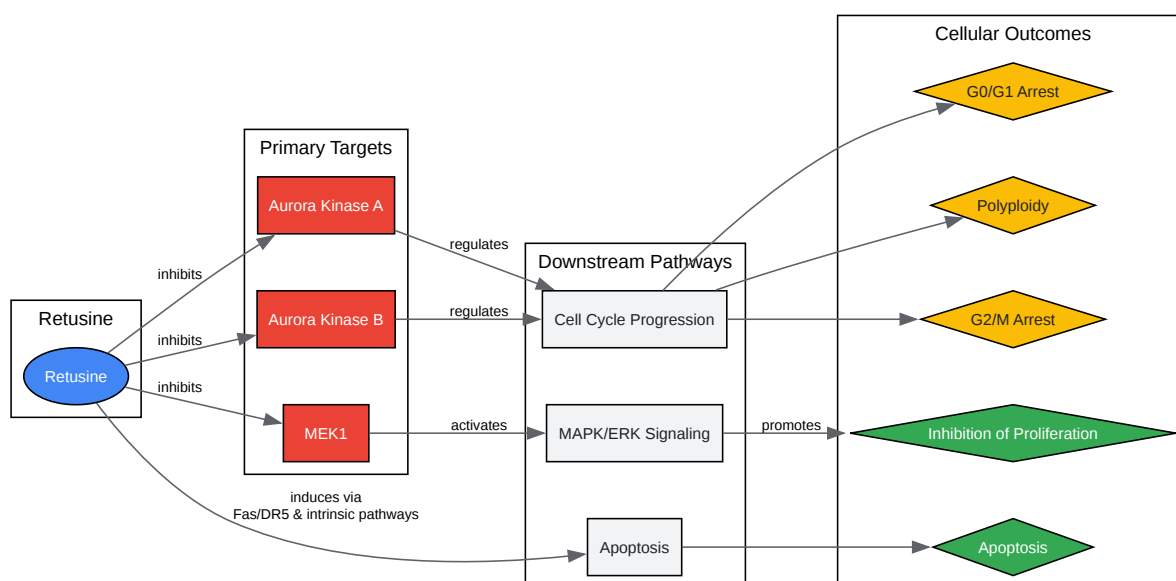 Cellular Outcomes
G0/G1 Arrest
Primary Targets
Aurora Kinase A
Polyploidy
regulates
inhibits
Downstream Pathways
Retusine
Aurora Kinase B
regulates
Cell Cycle Progression
G2/M Arrest
inhibits
Retusine
inhibits
MEK1
activates
MAPK/ERK Signaling
promotes
Inhibition of Proliferation
induces via
Fas/DR5 & intrinsic pathways
Apoptosis
Apoptosis